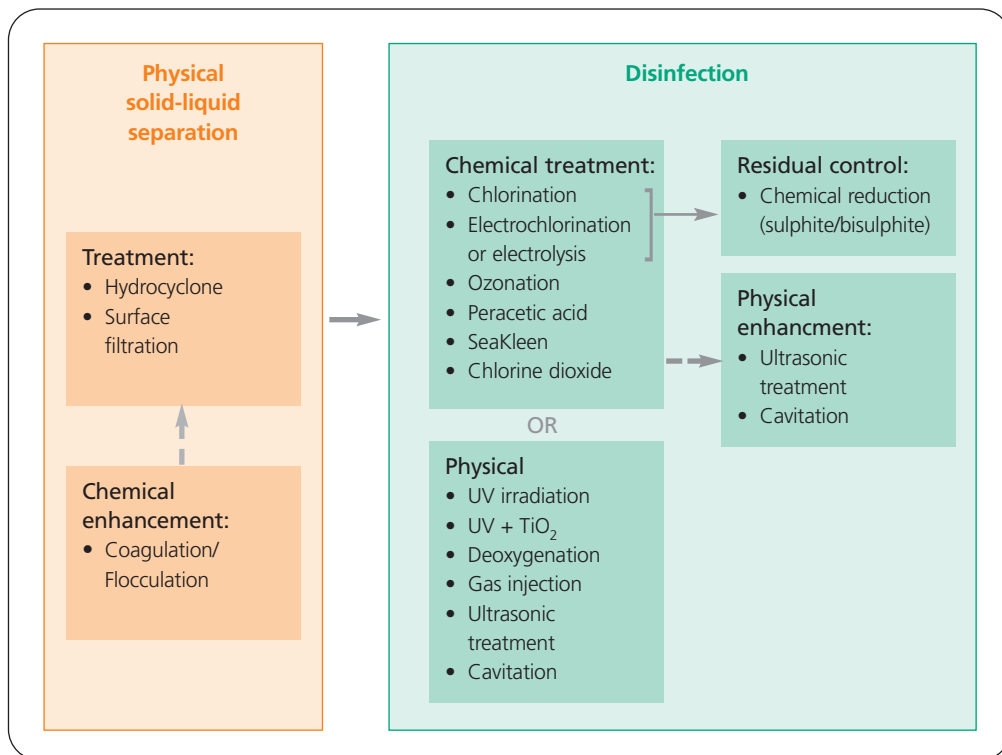 Physical
solid-liquid
separation
Treatment:
• Hydrocyclone
• Surface
filtration
Chemical
enhancement:
• Coagulation/
Flocculation
Disinfection
Chemical treatment:
• Chlorination
• Electrochlorination
or electrolysis
• Ozonation
• Peracetic acid
• SeaKleen
• Chlorine dioxide
OR
Physical
• UV irradiation
• UV + TiO₂
• Deoxygenation
• Gas injection
• Ultrasonic
treatment
• Cavitation
Residual control:
• Chemical reduction
(sulphite/bisulphite)
Physical
enhancment:
• Ultrasonic
treatment
• Cavitation